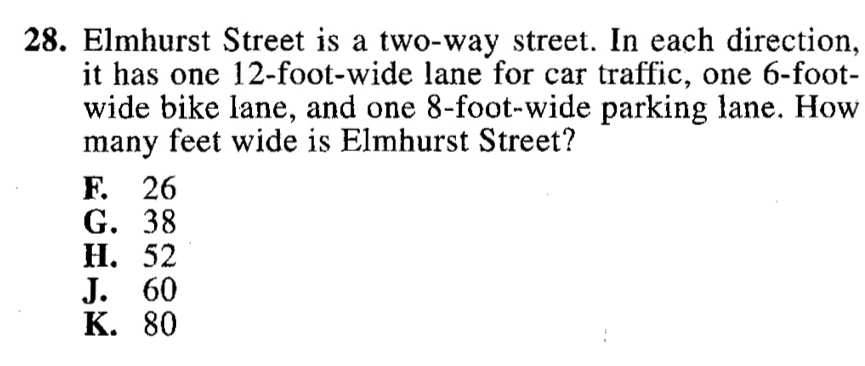 28. Elmhurst Street is a two-way street. In each direction,
it has one 12-foot-wide lane for car traffic, one 6-foot-
wide bike lane, and one 8-foot-wide parking lane. How
many feet wide is Elmhurst Street?
F. 26
G. 38
H. 52
J. 60
K. 80